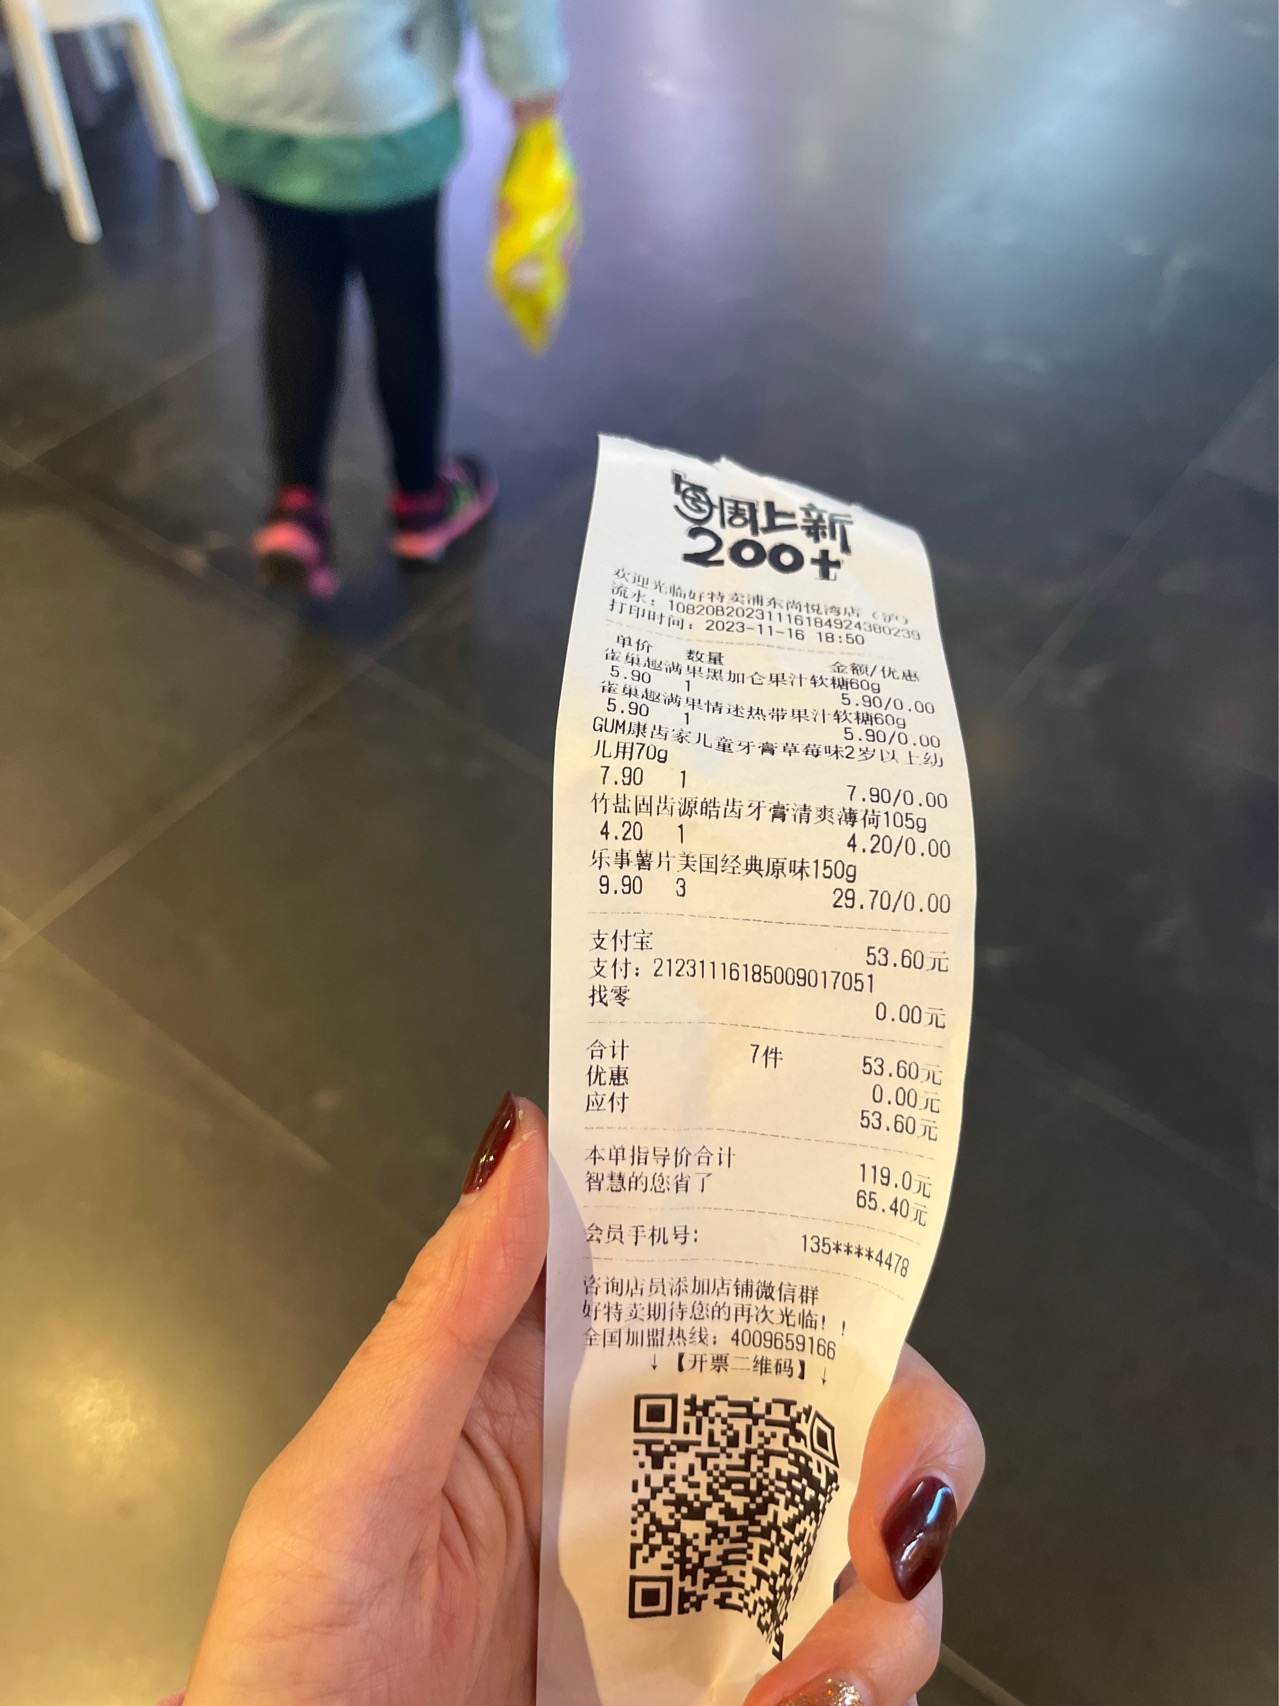 每周上新
200+
欢迎光临好特卖浦东尚悦湾店（沪）
流水：10820B20231116184924380239
打印时间：2023-11-16 18:50
单价 数量 金额/优惠
雀巢趣满果黑加仑果汁软糖60g
5.90 1 5.90/0.00
雀巢趣满果情迷热带果汁软糖60g
5.90 1 5.90/0.00
GUM康齿家儿童牙膏草莓味2岁以上幼
儿用70g
7.90 1 7.90/0.00
竹盐固齿源皓齿牙膏清爽薄荷105g
4.20 1 4.20/0.00
乐事薯片美国经典原味150g
9.90 3 29.70/0.00
支付宝 53.60元
支付：21231116185009017051
找零 0.00元
合计 7件 53.60元
优惠 0.00元
应付 53.60元
本单指导价合计 119.0元
智慧的您省了 65.40元
会员手机号： 135****4478
咨询店员添加店铺微信群
好特卖期待您的再次光临！！
全国加盟热线：4009659166
↓【开票二维码】↓